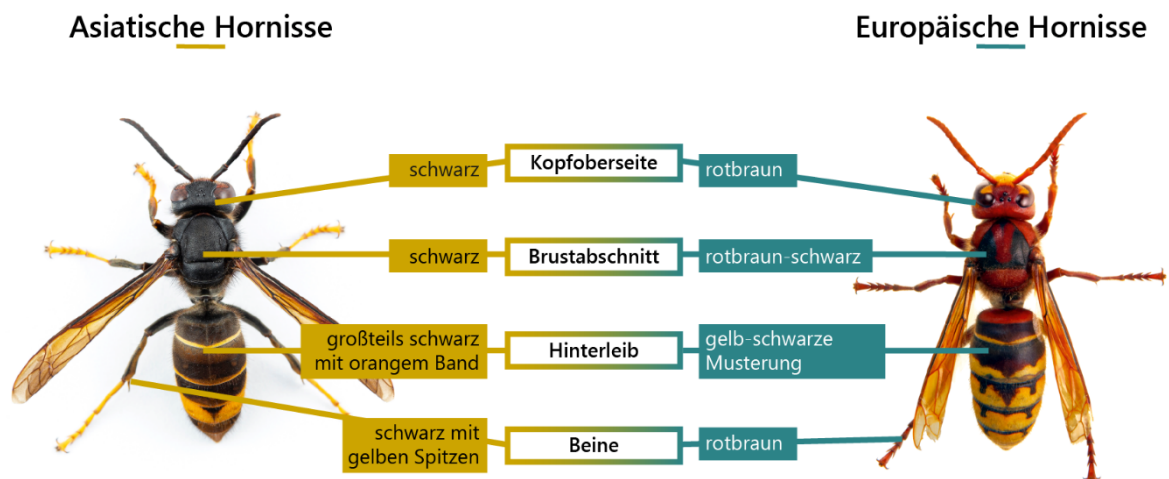 Asiatische Hornisse
Europäische Hornisse
schwarz
Kopfoberseite
rotbraun
schwarz
Brustabschnitt
rotbraun-schwarz
großteils schwarz
mit orangem Band
Hinterleib
gelb-schwarze
Musterung
schwarz mit
gelben Spitzen
Beine
rotbraun